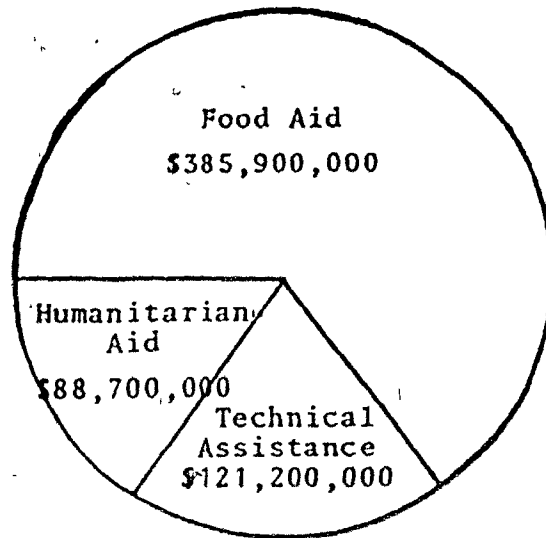 Food Aid
$385,900,000
Humanitarian
Aid
$88,700,000
Technical
Assistance
$121,200,000